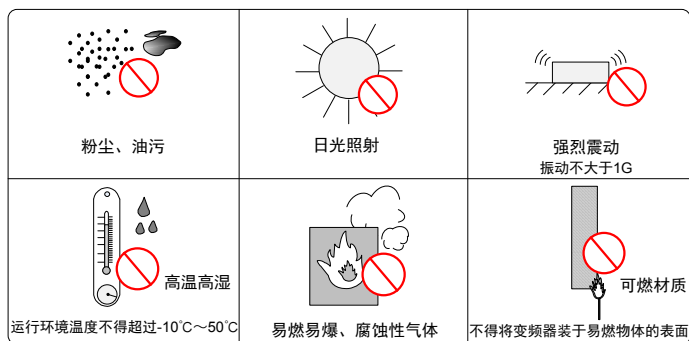 粉尘、油污
日光照射
强烈震动
振动不大于1G
高温高湿
运行环境温度不得超过-10℃～50℃
易燃易爆、腐蚀性气体
可燃材质
不得将变频器装于易燃物体的表面